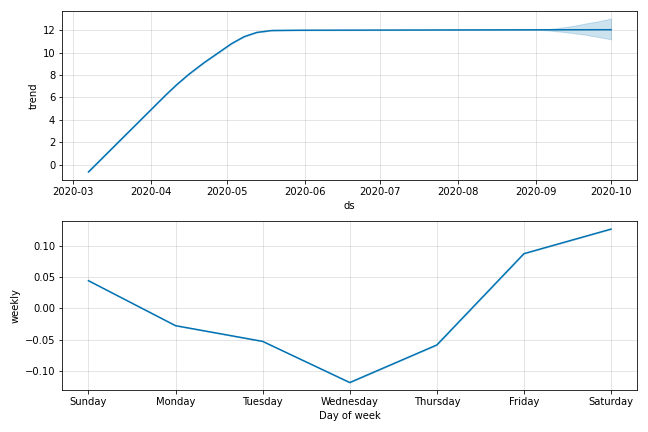 12
10
8
6
4
2
0
trend
2020-03 2020-04 2020-05 2020-06 2020-07 2020-08 2020-09 2020-10
ds
0.10
0.05
0.00
−0.05
−0.10
weekly
Sunday Monday Tuesday Wednesday Thursday Friday Saturday
Day of week